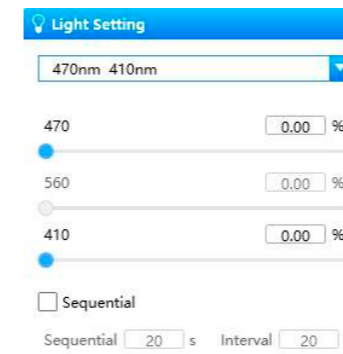 Light Setting
470nm 410nm
470 0.00 %
560 0.00 %
410 0.00 %
Sequential
Sequential 20 s Interval 20